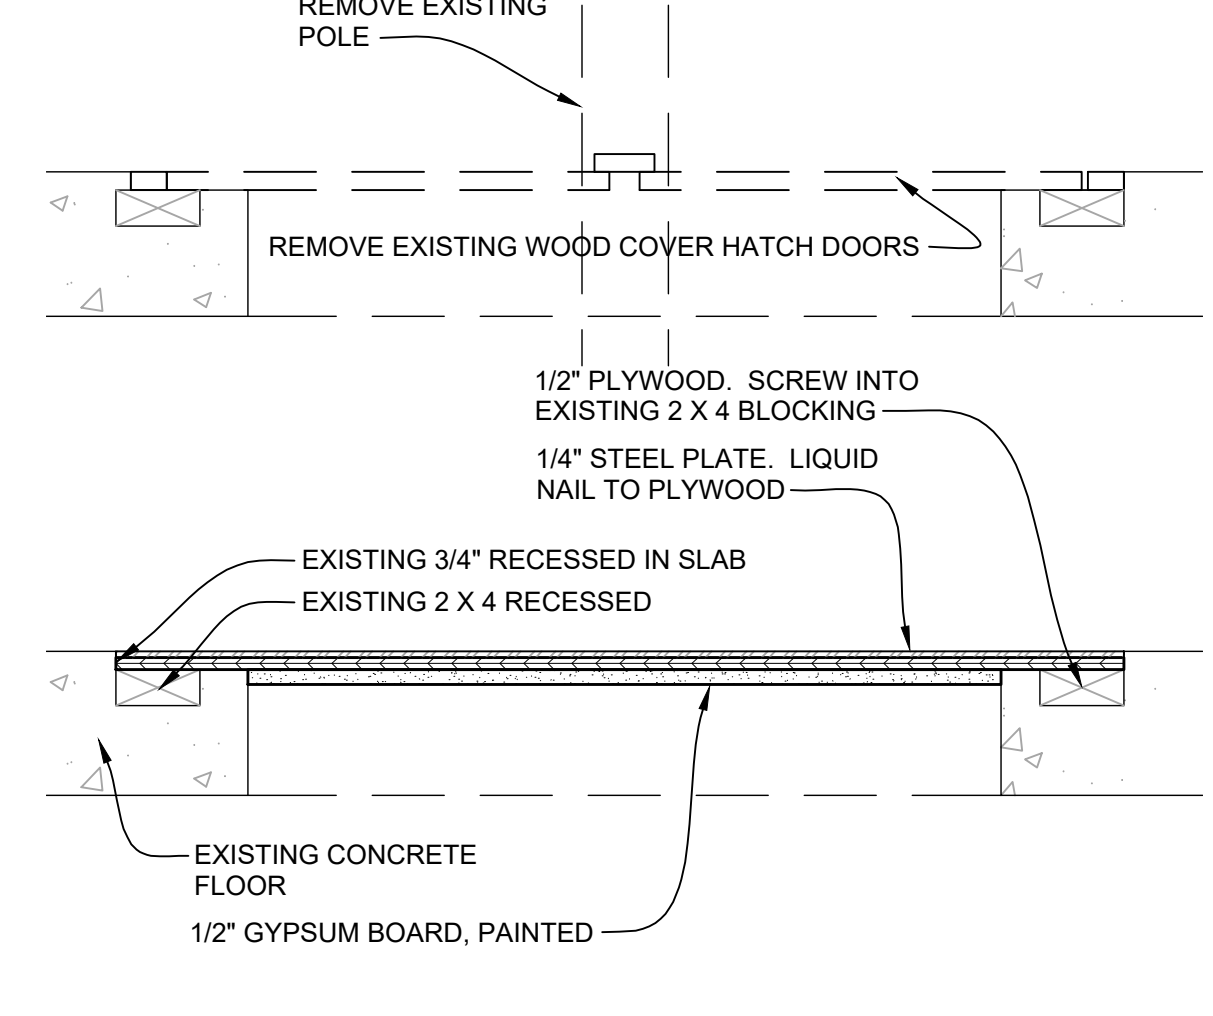 REMOVE EXISTING
POLE
REMOVE EXISTING WOOD COVER HATCH DOORS
1/2" PLYWOOD.  SCREW INTO
EXISTING 2 X 4 BLOCKING
1/4" STEEL PLATE.  LIQUID
NAIL TO PLYWOOD
EXISTING 3/4" RECESSED IN SLAB
EXISTING 2 X 4 RECESSED
EXISTING CONCRETE
FLOOR
1/2" GYPSUM BOARD, PAINTED